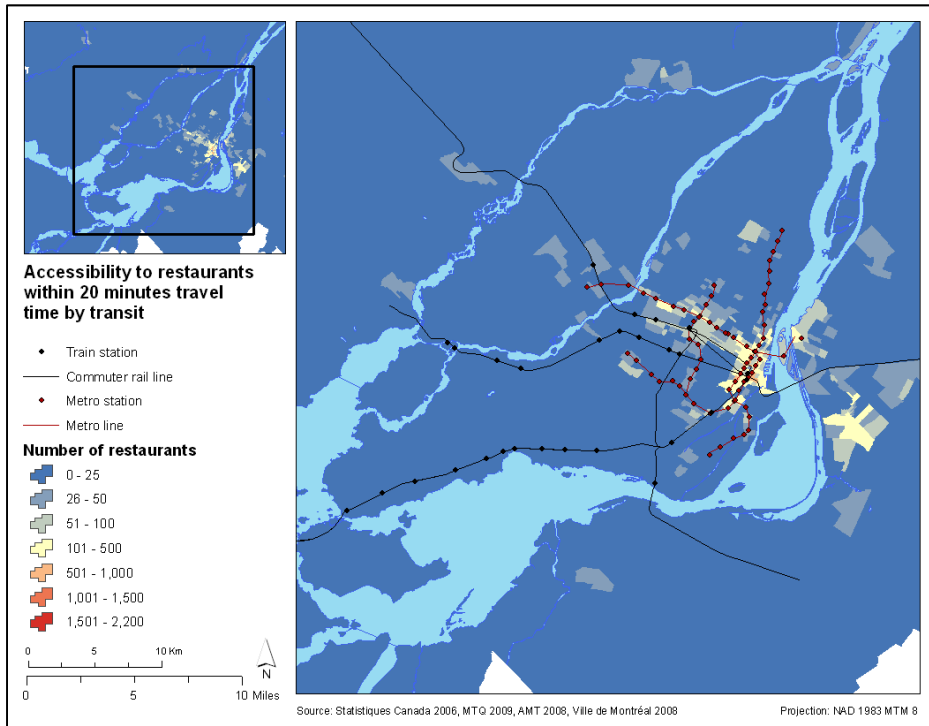 Accessibility to restaurants
within 20 minutes travel
time by transit
Train station
Commuter rail line
Metro station
Metro line
Number of restaurants
0 - 25
26 - 50
51 - 100
101 - 500
501 - 1,000
1,001 - 1,500
1,501 - 2,200
0 5 10 Km
N
0 5 10 Miles
Source: Statistiques Canada 2006, MTQ 2009, AMT 2008, Ville de Montréal 2008
Projection: NAD 1983 MTM 8